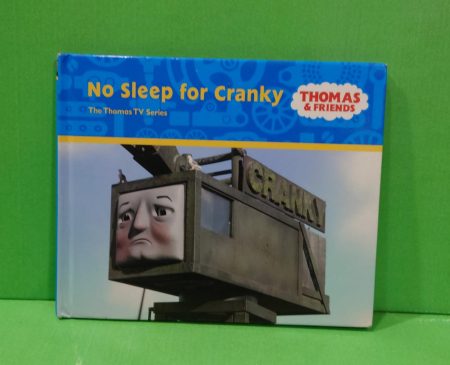 No Sleep for Cranky
The Thomas TV Series
THOMAS
& FRIENDS
CRANKY